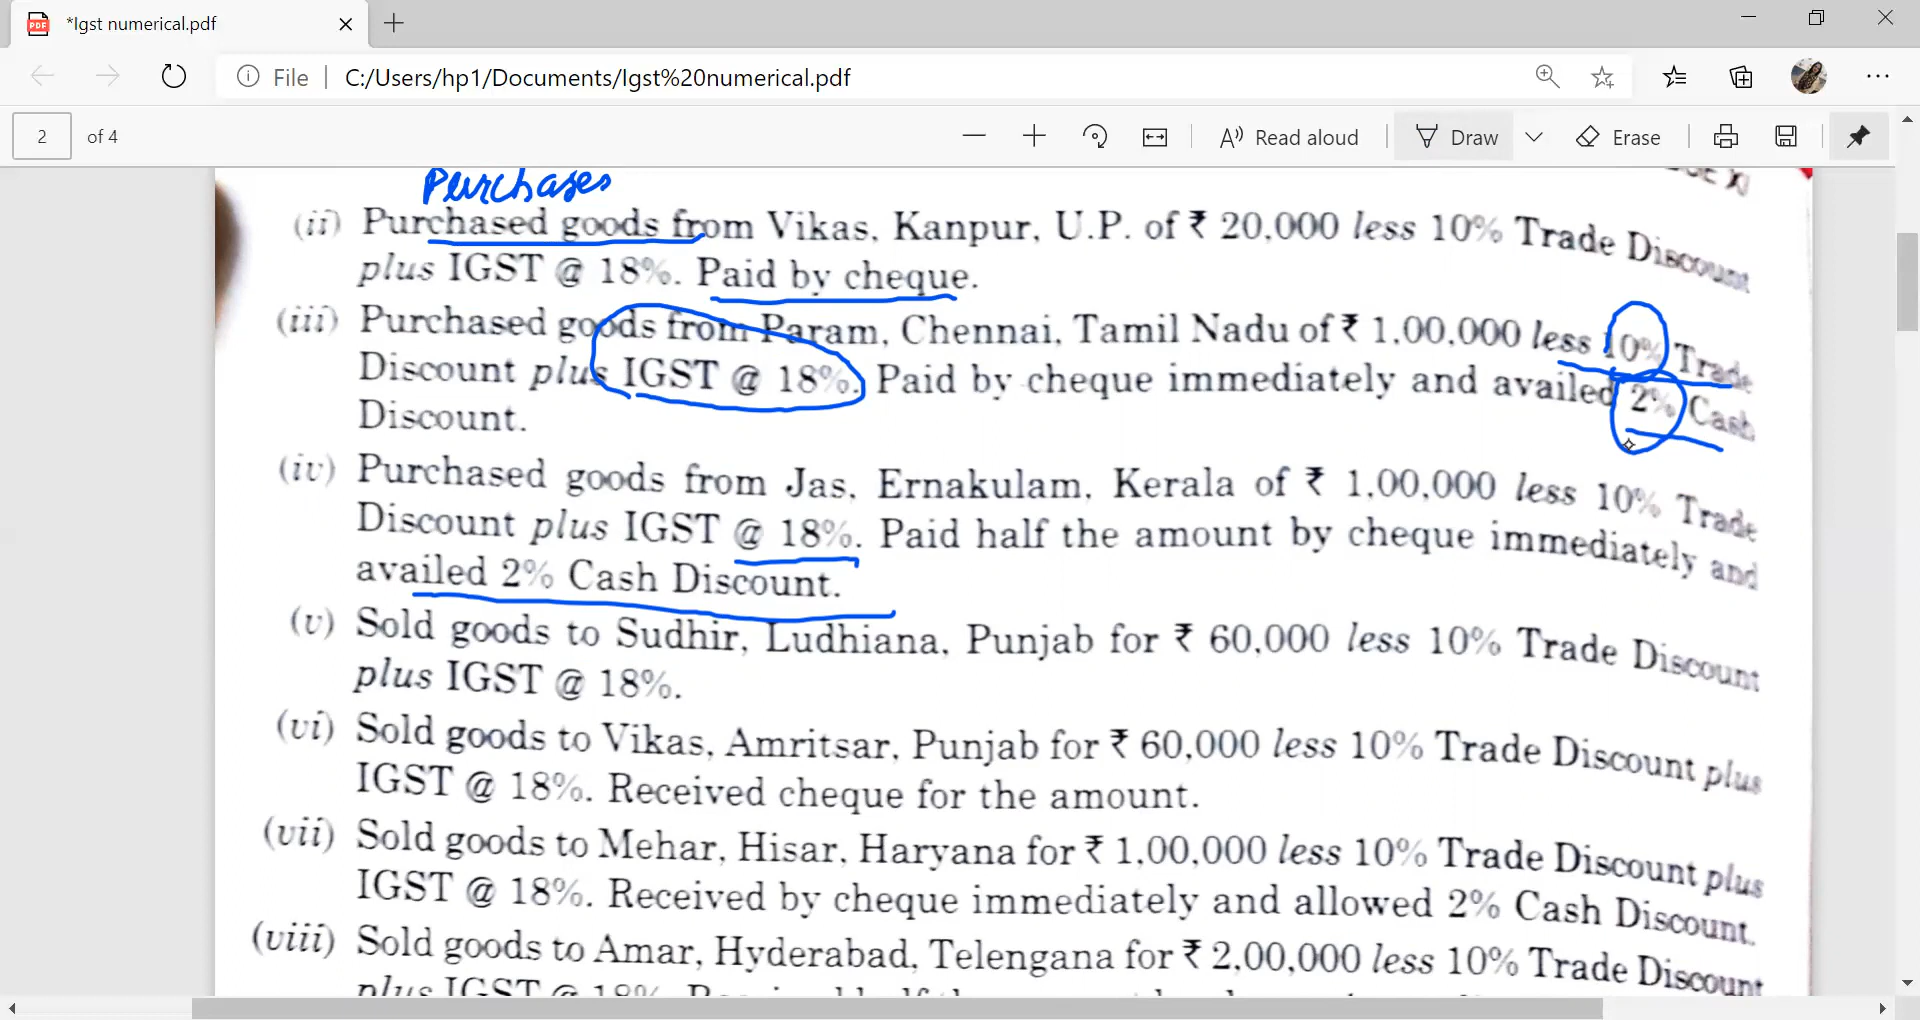 *Igst numerical.pdf
File | C:/Users/hp1/Documents/Igst%20numerical.pdf
2 of 4 Read aloud Draw Erase
Purchases
(ii) Purchased goods from Vikas, Kanpur, U.P. of ₹ 20,000 less 10% Trade Discount
plus IGST @ 18%. Paid by cheque.
(iii) Purchased goods from Param, Chennai, Tamil Nadu of ₹ 1,00,000 less 10% Trade
Discount plus IGST @ 18%. Paid by cheque immediately and availed 2% Cash
Discount.
(iv) Purchased goods from Jas, Ernakulam, Kerala of ₹ 1,00,000 less 10% Trade
Discount plus IGST @ 18%. Paid half the amount by cheque immediately and
availed 2% Cash Discount.
(v) Sold goods to Sudhir, Ludhiana, Punjab for ₹ 60,000 less 10% Trade Discount
plus IGST @ 18%.
(vi) Sold goods to Vikas, Amritsar, Punjab for ₹ 60,000 less 10% Trade Discount plus
IGST @ 18%. Received cheque for the amount.
(vii) Sold goods to Mehar, Hisar, Haryana for ₹ 1,00,000 less 10% Trade Discount plus
IGST @ 18%. Received by cheque immediately and allowed 2% Cash Discount.
(viii) Sold goods to Amar, Hyderabad, Telengana for ₹ 2,00,000 less 10% Trade Discount
plus IGST @ 18%.